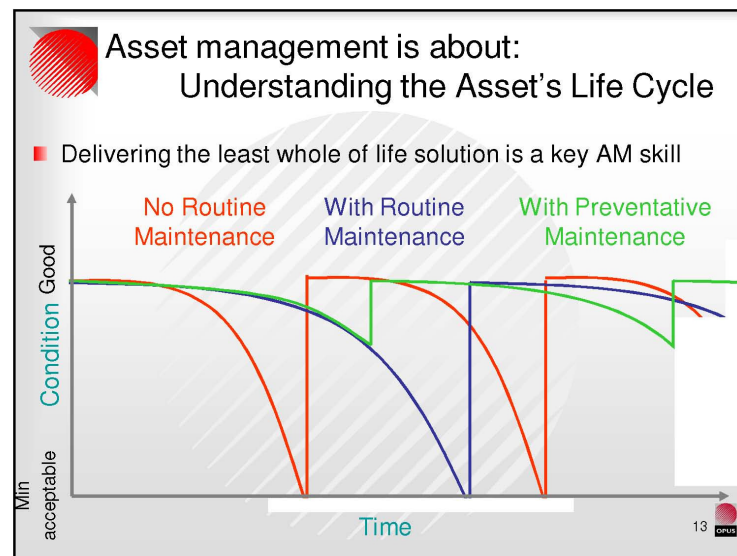 Asset management is about:
Understanding the Asset's Life Cycle
Delivering the least whole of life solution is a key AM skill
No Routine
Maintenance
With Routine
Maintenance
With Preventative
Maintenance
Good
Condition
Min
acceptable
Time
13
OPUS